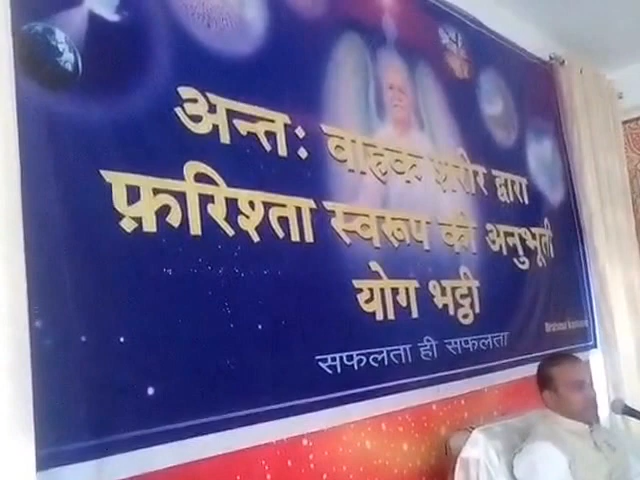 अन्तः वाहक शरीर द्वारा
फ़रिश्ता स्वरूप की अनुभूती
योग भट्ठी
सफलता ही सफलता